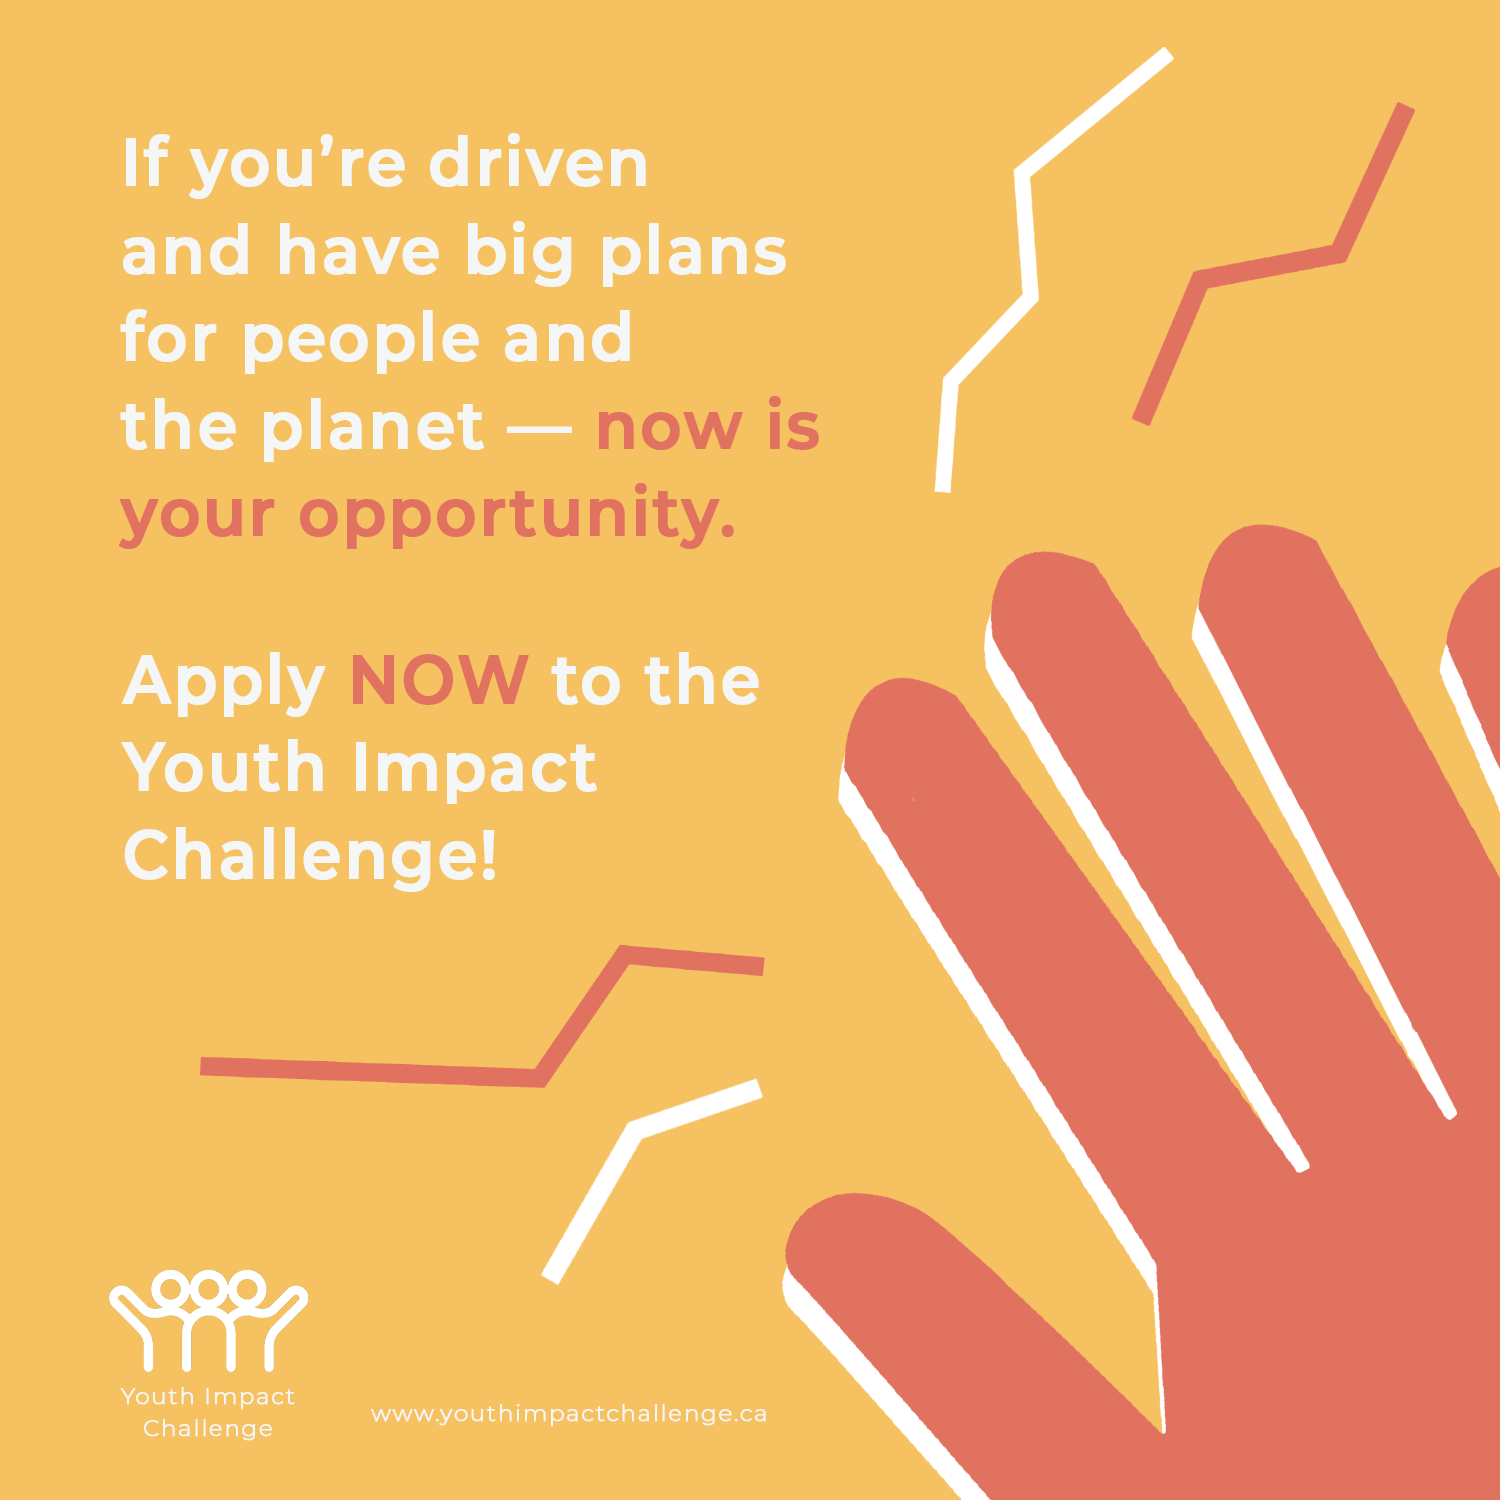 If you’re driven
and have big plans
for people and
the planet — now is
your opportunity.
Apply NOW to the
Youth Impact
Challenge!
Youth Impact
Challenge
www.youthimpactchallenge.ca